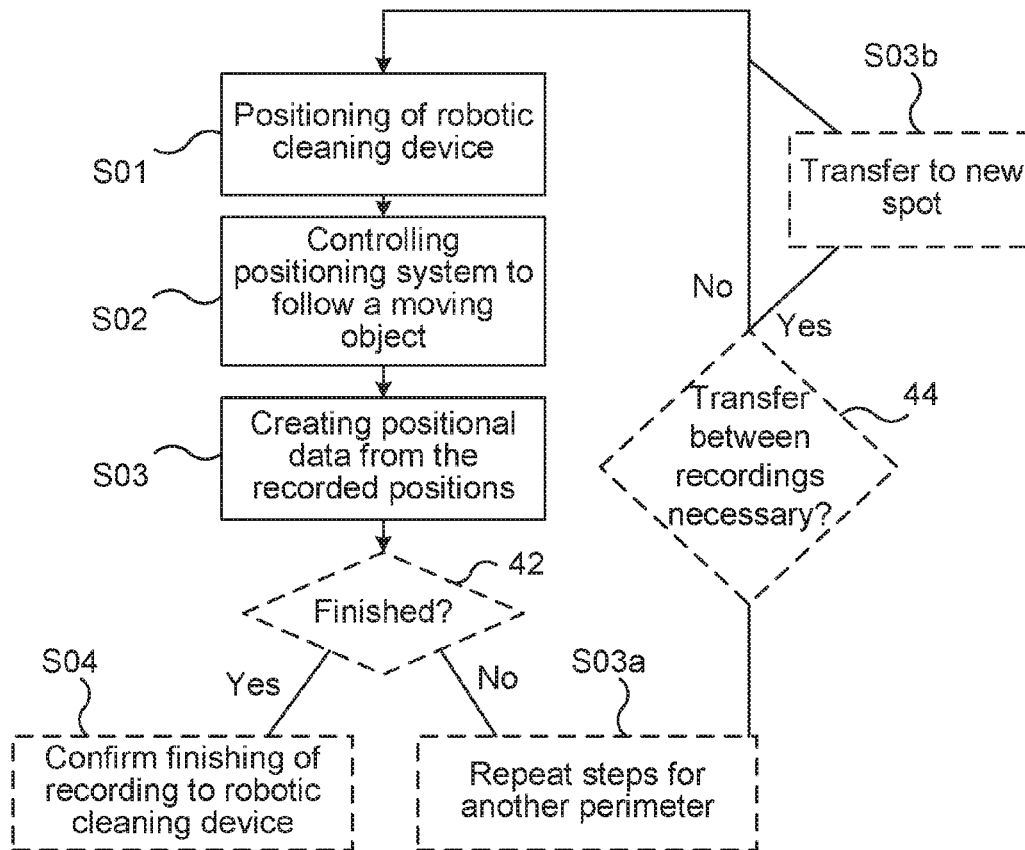 S03b
Positioning of robotic
cleaning device
S01
Transfer to new
spot
Controlling
positioning system to
follow a moving
object
S02
No
Yes
Transfer
between
recordings
necessary?
44
Creating positional
data from the
recorded positions
S03
42
Finished?
S04
Yes
No
S03a
Confirm finishing of
recording to robotic
cleaning device
Repeat steps for
another perimeter